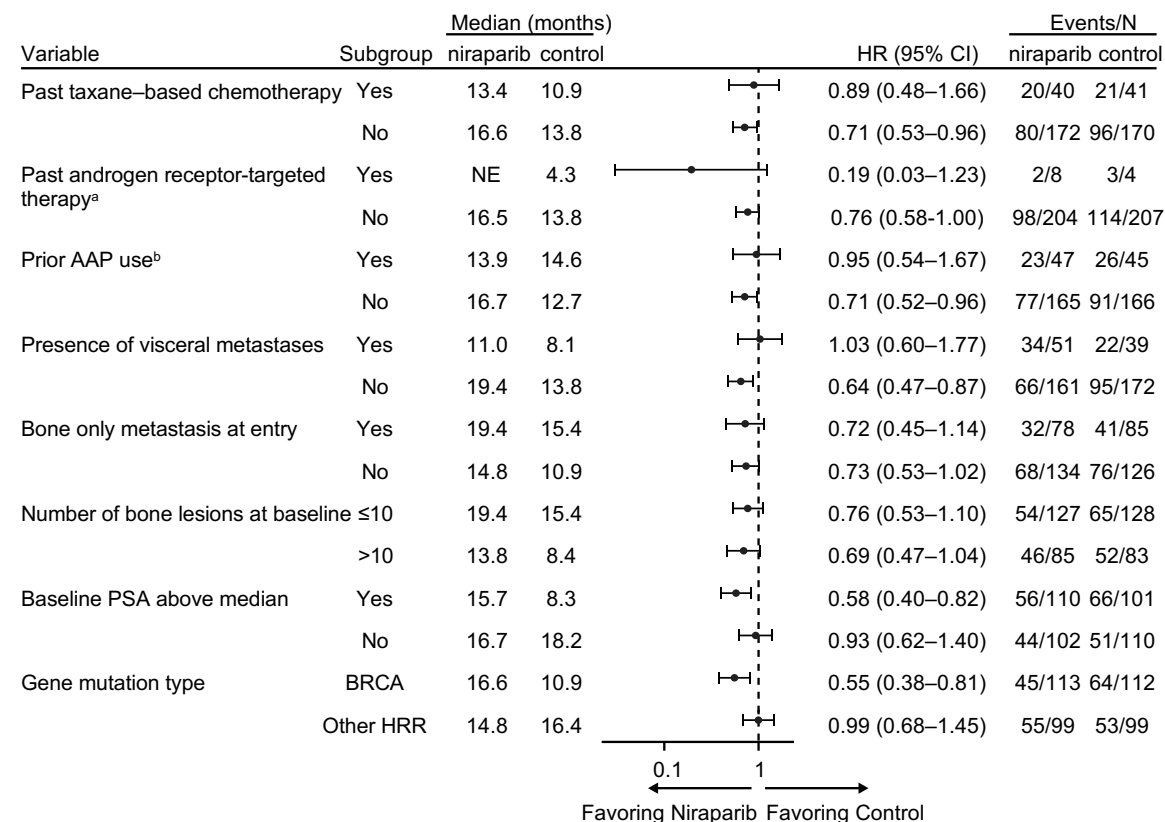 Median (months) Events/N
Variable Subgroup niraparib control HR (95% CI) niraparib control
Past taxane–based chemotherapy Yes 13.4 10.9 0.89 (0.48–1.66) 20/40 21/41
No 16.6 13.8 0.71 (0.53–0.96) 80/172 96/170
Past androgen receptor-targeted Yes NE 4.3 0.19 (0.03–1.23) 2/8 3/4
therapyᵃ
No 16.5 13.8 0.76 (0.58-1.00) 98/204 114/207
Prior AAP useᵇ Yes 13.9 14.6 0.95 (0.54–1.67) 23/47 26/45
No 16.7 12.7 0.71 (0.52–0.96) 77/165 91/166
Presence of visceral metastases Yes 11.0 8.1 1.03 (0.60–1.77) 34/51 22/39
No 19.4 13.8 0.64 (0.47–0.87) 66/161 95/172
Bone only metastasis at entry Yes 19.4 15.4 0.72 (0.45–1.14) 32/78 41/85
No 14.8 10.9 0.73 (0.53–1.02) 68/134 76/126
Number of bone lesions at baseline ≤10 19.4 15.4 0.76 (0.53–1.10) 54/127 65/128
>10 13.8 8.4 0.69 (0.47–1.04) 46/85 52/83
Baseline PSA above median Yes 15.7 8.3 0.58 (0.40–0.82) 56/110 66/101
No 16.7 18.2 0.93 (0.62–1.40) 44/102 51/110
Gene mutation type BRCA 16.6 10.9 0.55 (0.38–0.81) 45/113 64/112
Other HRR 14.8 16.4 0.99 (0.68–1.45) 55/99 53/99
0.1 1
Favoring Niraparib Favoring Control